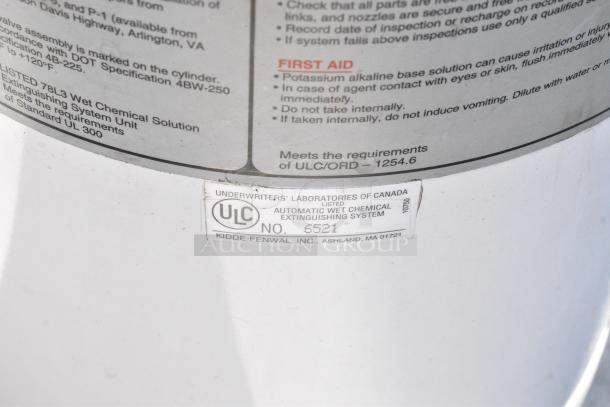 5, and P-1 (available from
Davis Highway, Arlington, VA
valve assembly is marked on the cylinder.
with DOT Specification 4BW-250
Specification 4B-225.
to +120°F
LISTED 78L3 Wet Chemical Solution
Extinguishing System Unit
Meets the requirements
of Standard UL 300
• Check that all parts are free
links, and nozzles are secure and free
• Record date of inspection or recharge on
• If system fails above inspections use only a qualified
FIRST AID
• Potassium alkaline base solution can cause irritation or
• In case of agent contact with eyes or skin, flush immediately
immediately.
• Do not take internally.
• If taken internally, do not induce vomiting. Dilute with water or
Meets the requirements
of ULC/ORD – 1254.6
UNDERWRITERS' LABORATORIES OF CANADA
LISTED
AUTOMATIC WET CHEMICAL
EXTINGUISHING SYSTEM
ULC
NO. 6521
KIDDE-FENWAL, INC. ASHLAND, MA 01721
AUCTION GROUP